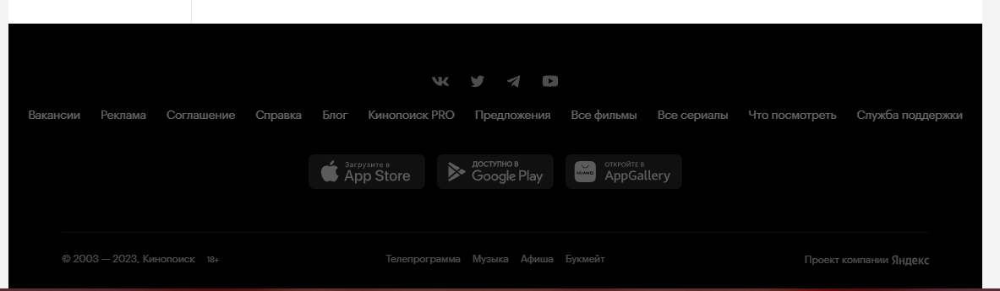 Вакансии Реклама Соглашение Справка Блог Кинопоиск PRO Предложения Все фильмы Все сериалы Что посмотреть Служба поддержки
Загрузите в
App Store
ДОСТУПНО В
Google Play
HUAWEI
ОТКРОЙТЕ В
AppGallery
© 2003 — 2023, Кинопоиск 18+ Телепрограмма Музыка Афиша Букмейт Проект компании Яндекс